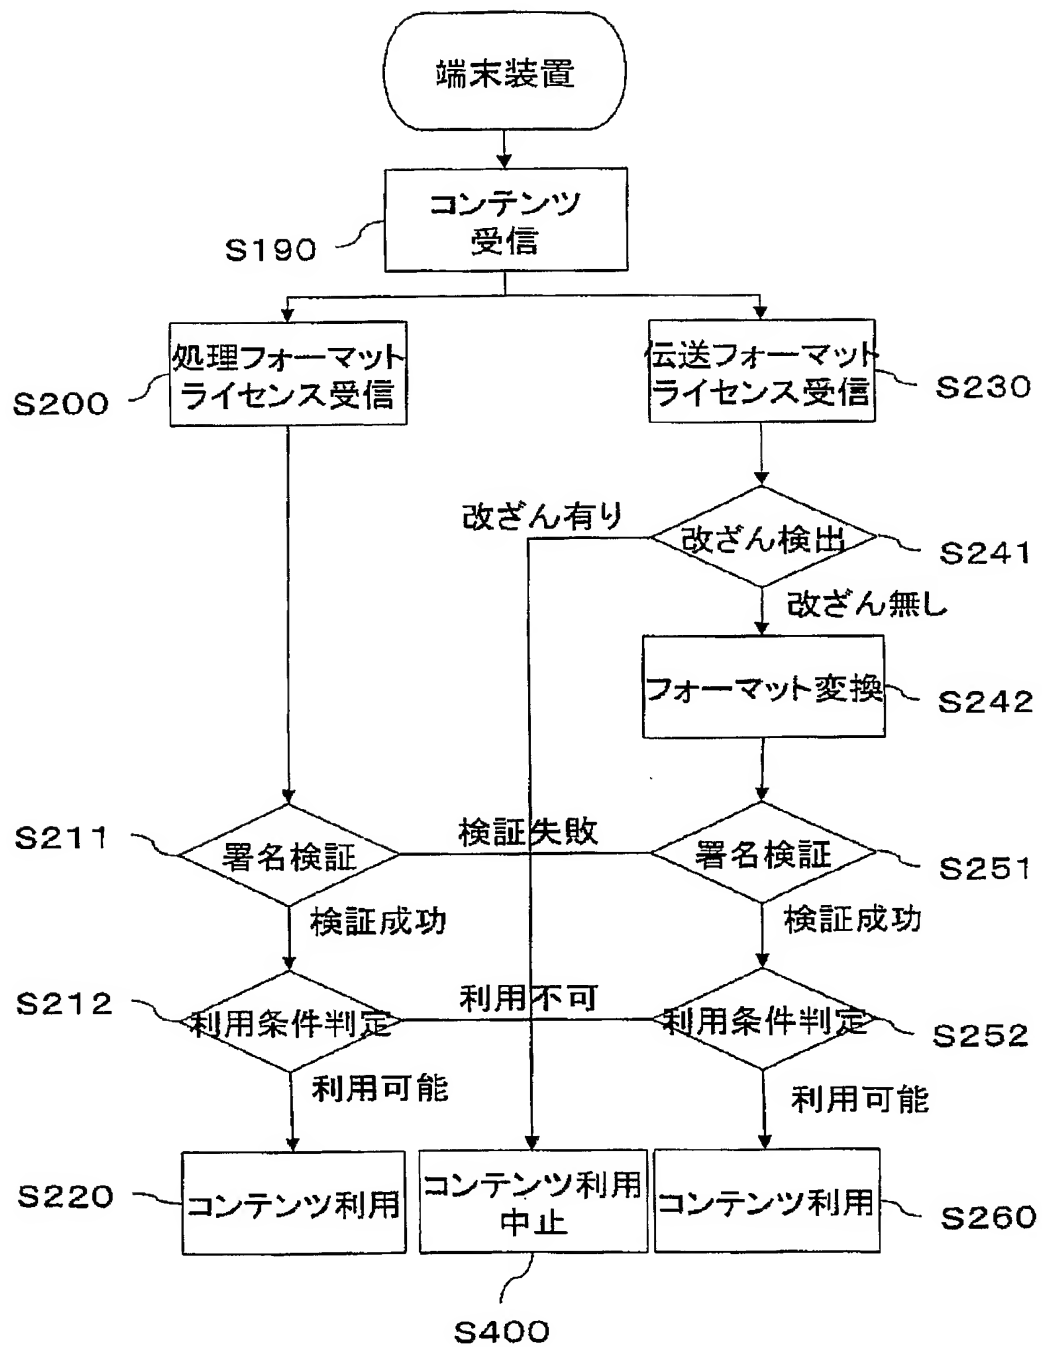 端末装置
コンテンツ
受信
S190
処理フォーマット
ライセンス受信
S200
伝送フォーマット
ライセンス受信
S230
改ざん有り
改ざん検出
S241
改ざん無し
フォーマット変換
S242
S211
署名検証
検証失敗
署名検証
S251
検証成功
検証成功
S212
利用条件判定
利用不可
利用条件判定
S252
利用可能
利用可能
S220
コンテンツ利用
コンテンツ利用
中止
コンテンツ利用
S260
S400